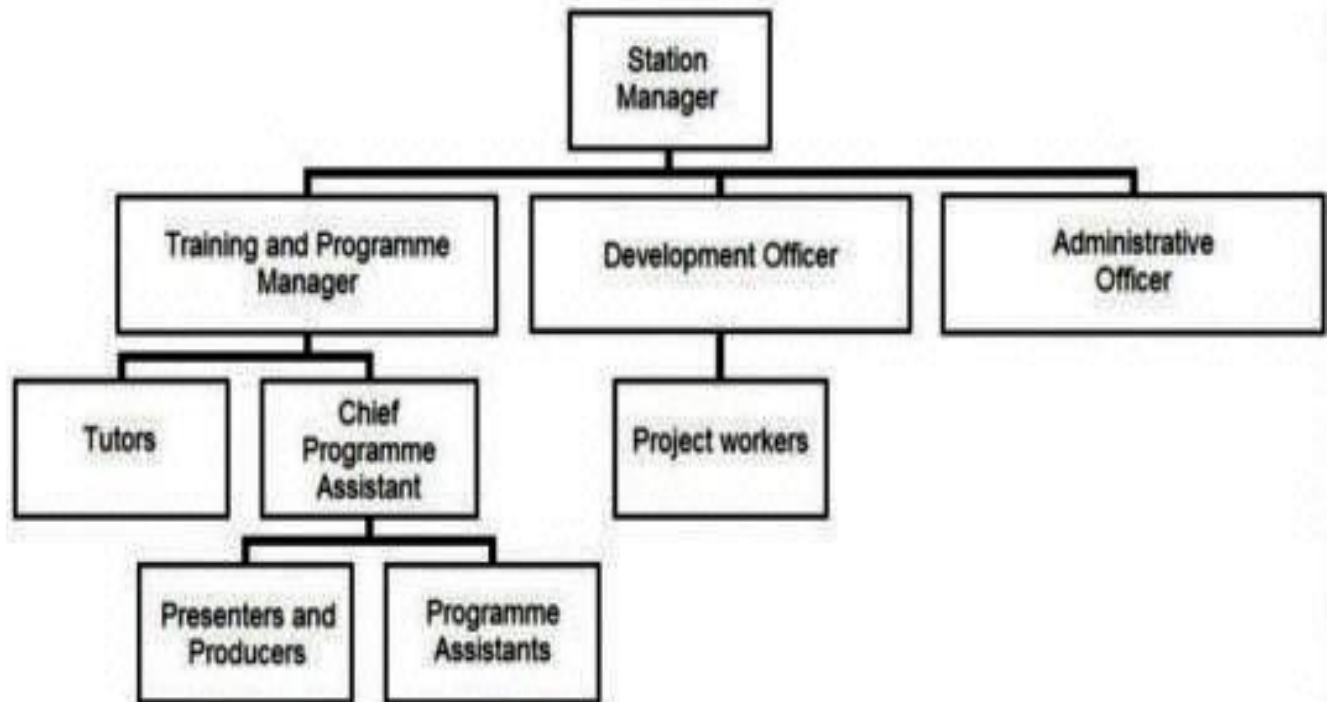 Station
Manager
Training and Programme
Manager
Development Officer
Administrative
Officer
Tutors
Chief
Programme
Assistant
Project workers
Presenters and
Producers
Programme
Assistants